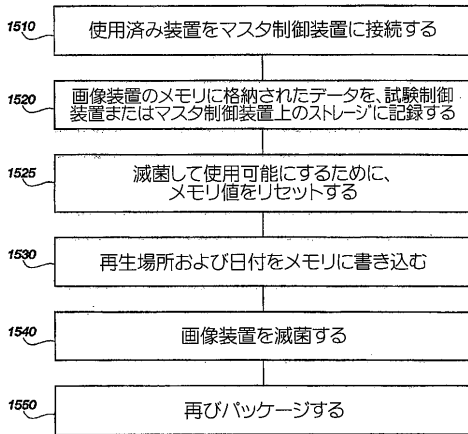 1510
使用済み装置をマスタ制御装置に接続する
1520
画像装置のメモリに格納されたデータを、試験制御
装置またはマスタ制御装置上のストレージに記録する
1525
滅菌して使用可能にするために、
メモリ値をリセットする
1530
再生場所および日付をメモリに書き込む
1540
画像装置を滅菌する
1550
再びパッケージする